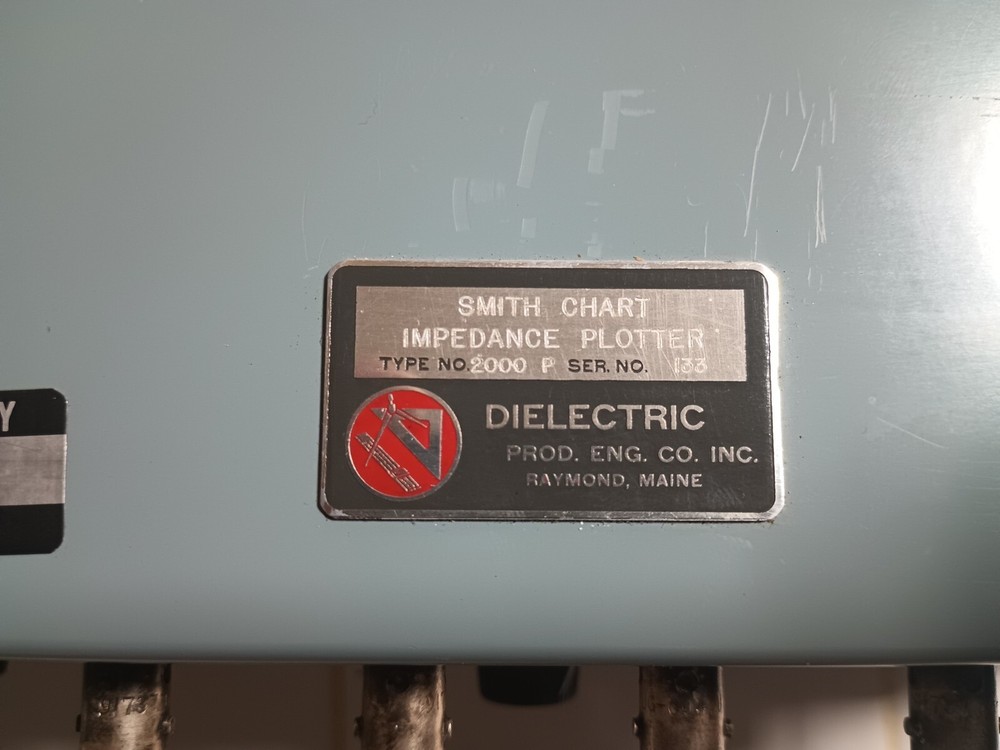 SMITH CHART
IMPEDANCE PLOTTER
TYPE NO. 2000 P SER. NO. 133
DIELECTRIC
PROD. ENG. CO. INC.
RAYMOND, MAINE
Y